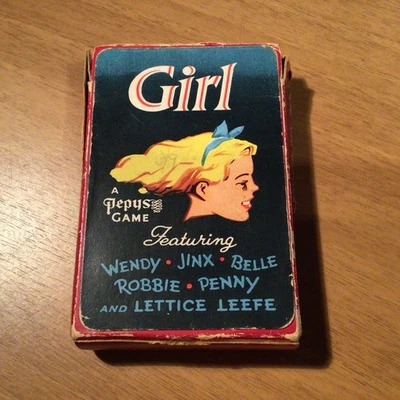 Girl
A
Pepys
GAME
Featuring
WENDY • JINX • BELLE
ROBBIE • PENNY
AND LETTICE LEEFE